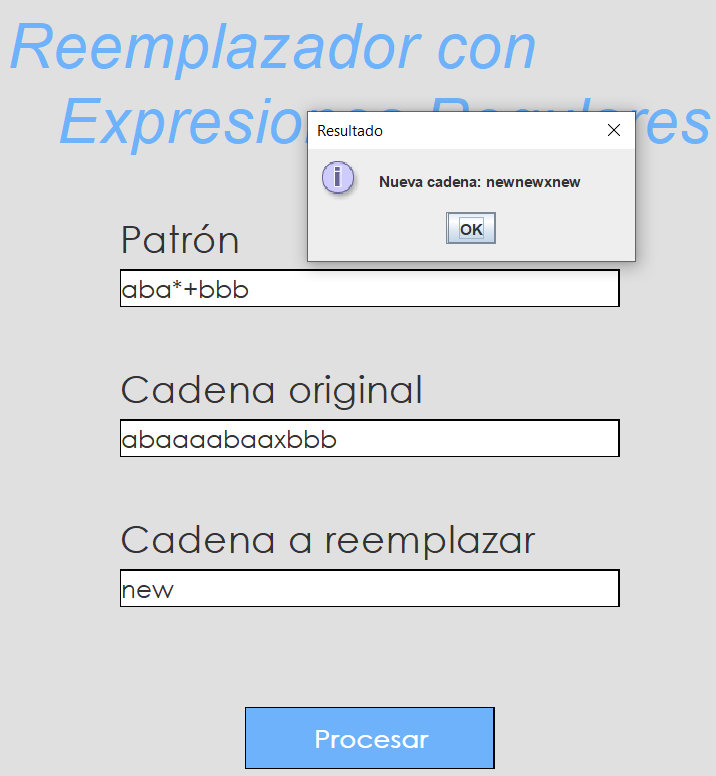 Reemplazador con
Expresiones Regulares
Resultado
Nueva cadena: newnewxnew
OK
Patrón
aba*+bbb
Cadena original
abaaaabaaxbbb
Cadena a reemplazar
new
Procesar